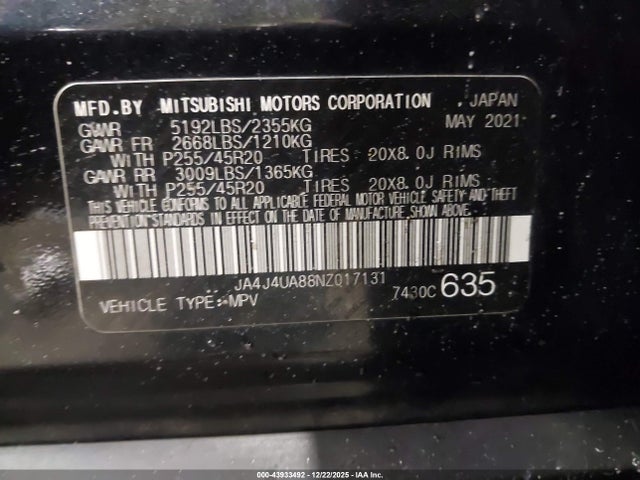 MFD.BY MITSUBISHI MOTORS CORPORATION .JAPAN
GVWR 5192LBS/2355KG MAY 2021
GAWR FR 2668LBS/1210KG
WITH P255/45R20 TIRES 20X8.0J RIMS
GAWR RR 3009LBS/1365KG
WITH P255/45R20 TIRES 20X8.0J RIMS
THIS VEHICLE CONFORMS TO ALL APPLICABLE FEDERAL MOTOR VEHICLE SAFETY AND THEFT
PREVENTION STANDARDS IN EFFECT ON THE DATE OF MANUFACTURE SHOWN ABOVE.
JA4J4UA88NZ017131
VEHICLE TYPE:MPV 7430C 635
000-43933492 - 12/22/2025 - IAA Inc.